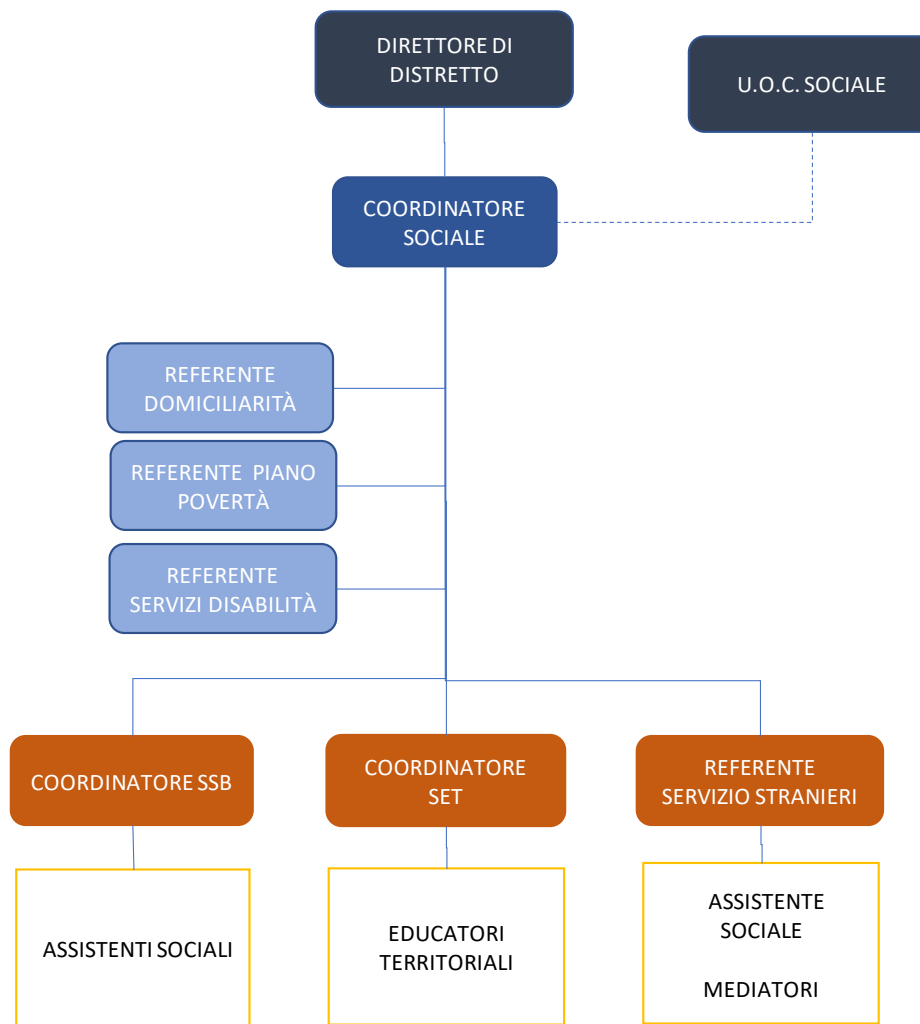 DIRETTORE DI
DISTRETTO
U.O.C. SOCIALE
COORDINATORE
SOCIALE
REFERENTE
DOMICILIARITÀ
REFERENTE PIANO
POVERTÀ
REFERENTE
SERVIZI DISABILITÀ
COORDINATORE SSB
COORDINATORE
SET
REFERENTE
SERVIZIO STRANIERI
ASSISTENTI SOCIALI
EDUCATORI
TERRITORIALI
ASSISTENTE
SOCIALE
MEDIATORI